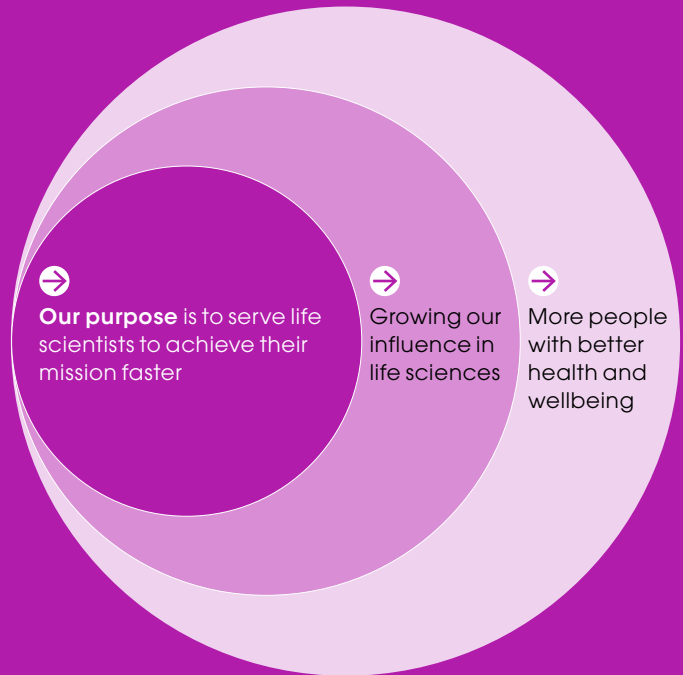 Our purpose is to serve life
scientists to achieve their
mission faster
Growing our
influence in
life sciences
More people
with better
health and
wellbeing